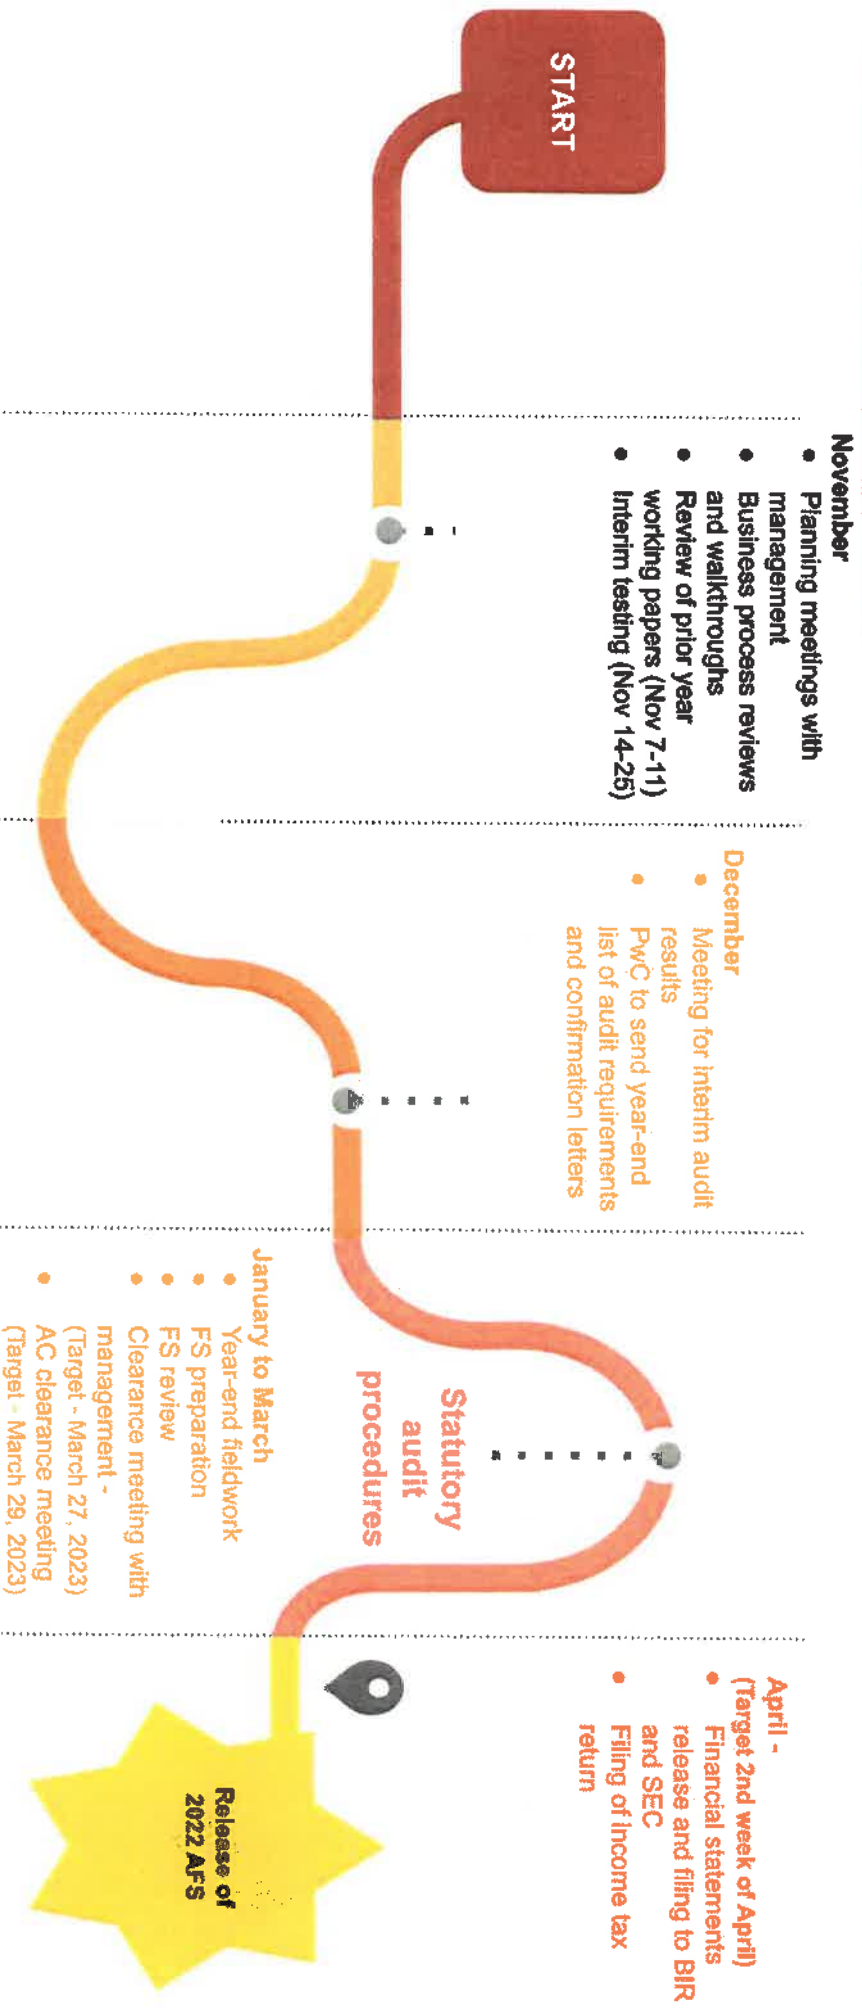 START
November
● Planning meetings with
management
● Business process reviews
and walkthroughs
● Review of prior year
working papers (Nov 7-11)
● Interim testing (Nov 14-25)
December
● Meeting for interim audit
results
● PwC to send year-end
list of audit requirements
and confirmation letters
Statutory
audit
procedures
January to March
● Year-end fieldwork
● FS preparation
● FS review
● Clearance meeting with
management -
(Target - March 27, 2023)
● AC clearance meeting
(Target - March 29, 2023)
April -
(Target 2nd week of April)
● Financial statements
release and filing to BIR
and SEC
● Filing of income tax
return
Release of
2022 AFS